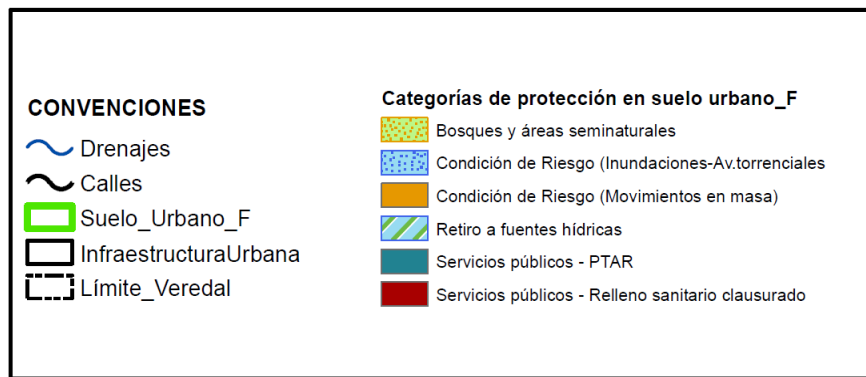 CONVENCIONES
Drenajes
Calles
Suelo_Urbano_F
InfraestructuraUrbana
Límite_Veredal
Categorías de protección en suelo urbano_F
Bosques y áreas seminaturales
Condición de Riesgo (Inundaciones-Av.torrenciales
Condición de Riesgo (Movimientos en masa)
Retiro a fuentes hídricas
Servicios públicos - PTAR
Servicios públicos - Relleno sanitario clausurado